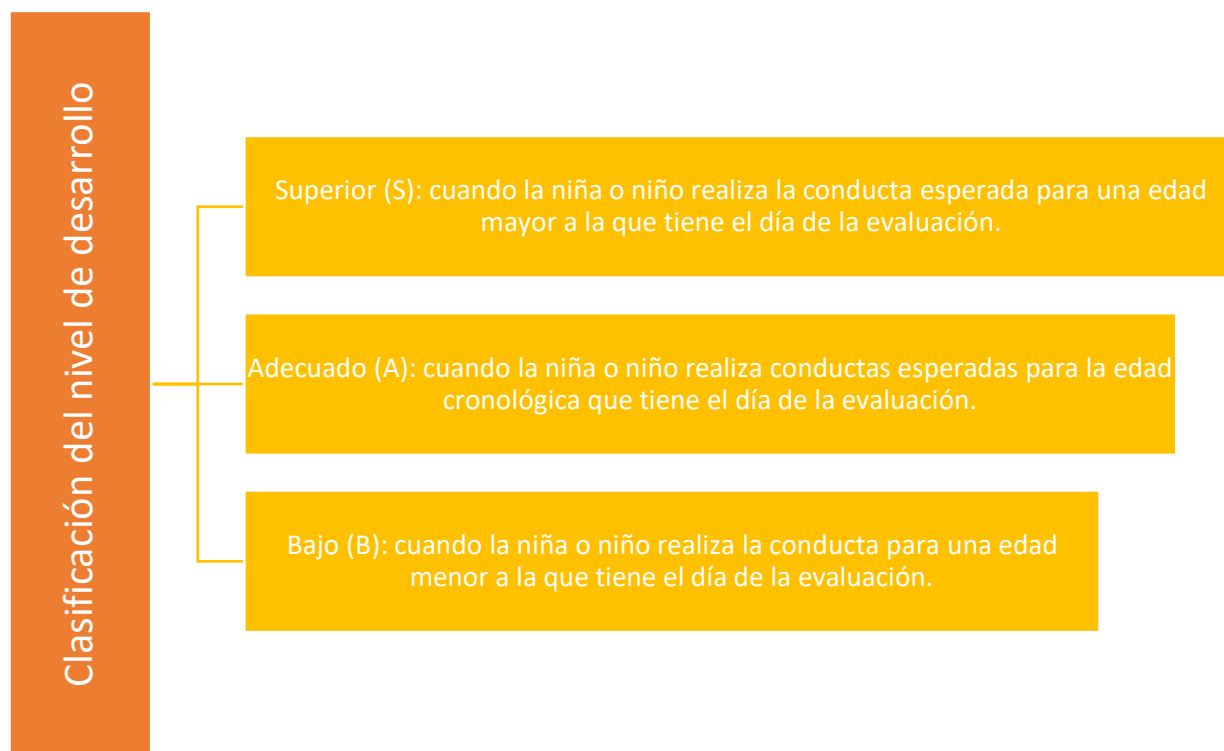 Clasificación del nivel de desarrollo
Superior (S): cuando la niña o niño realiza la conducta esperada para una edad
mayor a la que tiene el día de la evaluación.
Adecuado (A): cuando la niña o niño realiza conductas esperadas para la edad
cronológica que tiene el día de la evaluación.
Bajo (B): cuando la niña o niño realiza la conducta para una edad
menor a la que tiene el día de la evaluación.